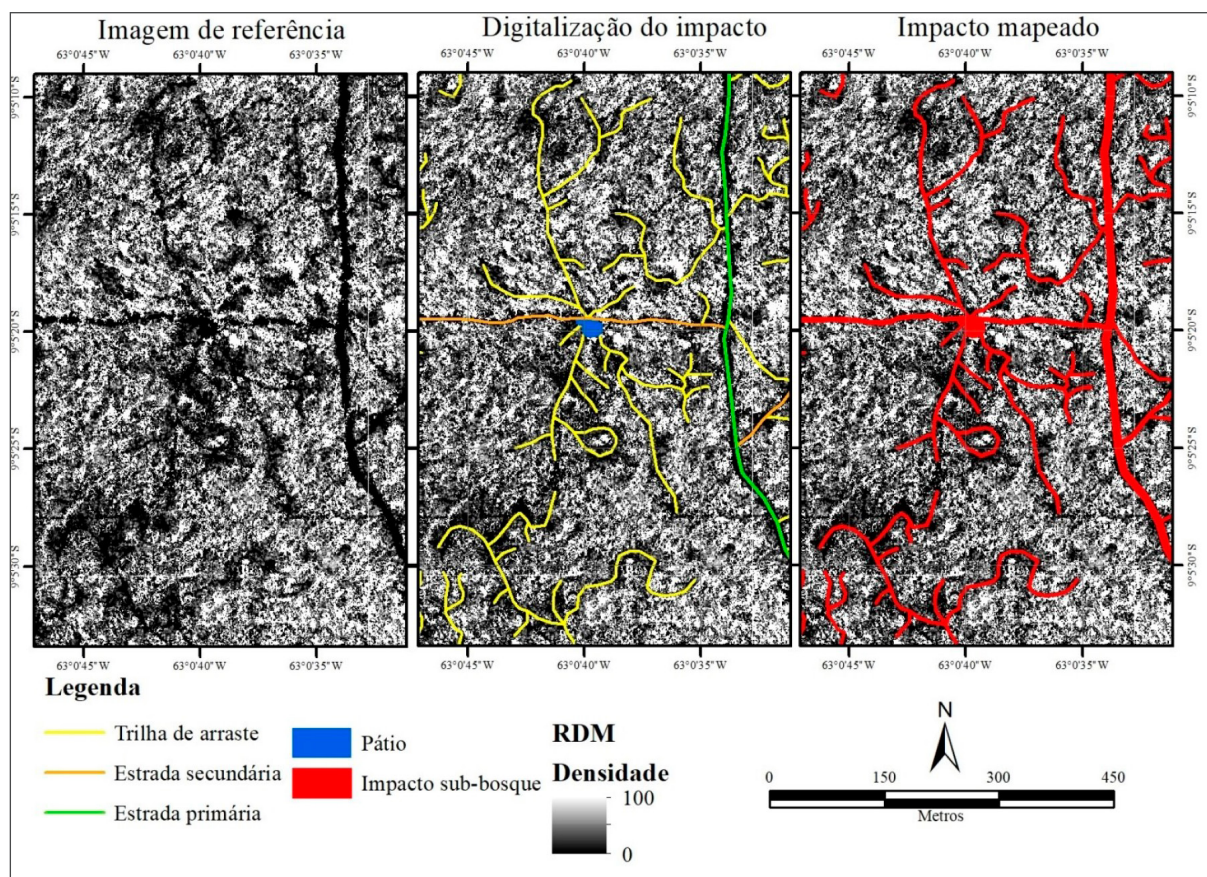 Imagem de referência
Digitalização do impacto
Impacto mapeado
63°0'45"W 63°0'40"W 63°0'35"W
63°0'45"W 63°0'40"W 63°0'35"W
63°0'45"W 63°0'40"W 63°0'35"W
9°5'10"S
9°5'15"S
9°5'20"S
9°5'25"S
9°5'30"S
9°5'10"S
9°5'15"S
9°5'20"S
9°5'25"S
9°5'30"S
63°0'45"W 63°0'40"W 63°0'35"W
63°0'45"W 63°0'40"W 63°0'35"W
63°0'45"W 63°0'40"W 63°0'35"W
Legenda
Trilha de arraste
Estrada secundária
Estrada primária
Pátio
Impacto sub-bosque
RDM
Densidade
100
0
N
0 150 300 450
Metros